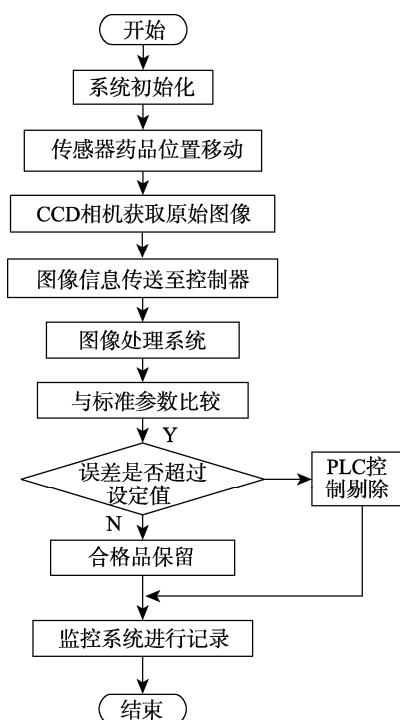 开始
系统初始化
传感器药品位置移动
CCD相机获取原始图像
图像信息传送至控制器
图像处理系统
与标准参数比较
Y
误差是否超过
设定值
PLC控
制剔除
N
合格品保留
监控系统进行记录
结束